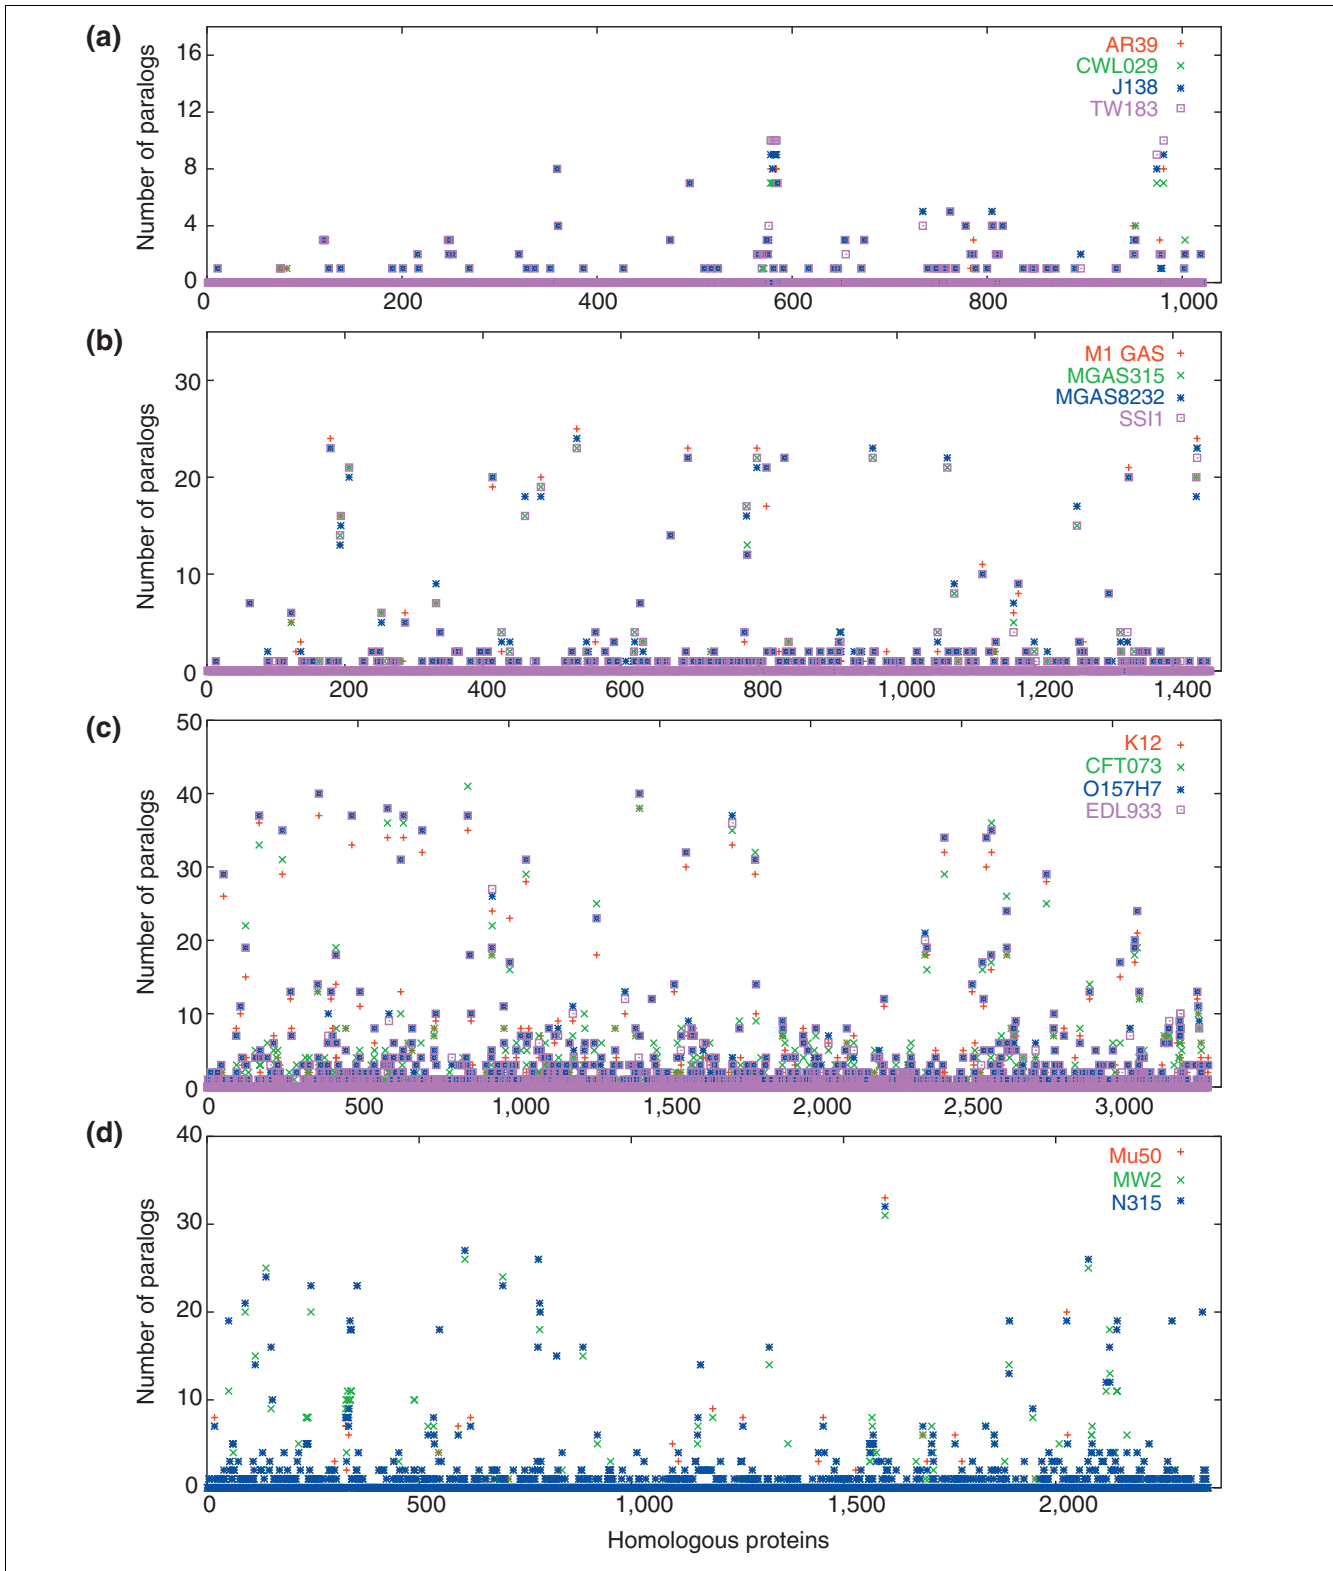 (a)
Number of paralogs
16
12
8
4
0
AR39
CWL029
J138
TW183
0 200 400 600 800 1,000
(b)
Number of paralogs
30
20
10
0
M1 GAS
MGAS315
MGAS8232
SSI1
0 200 400 600 800 1,000 1,200 1,400
(c)
Number of paralogs
50
40
30
20
10
0
K12
CFT073
O157H7
EDL933
0 500 1,000 1,500 2,000 2,500 3,000
(d)
Number of paralogs
40
30
20
10
0
Mu50
MW2
N315
0 500 1,000 1,500 2,000
Homologous proteins